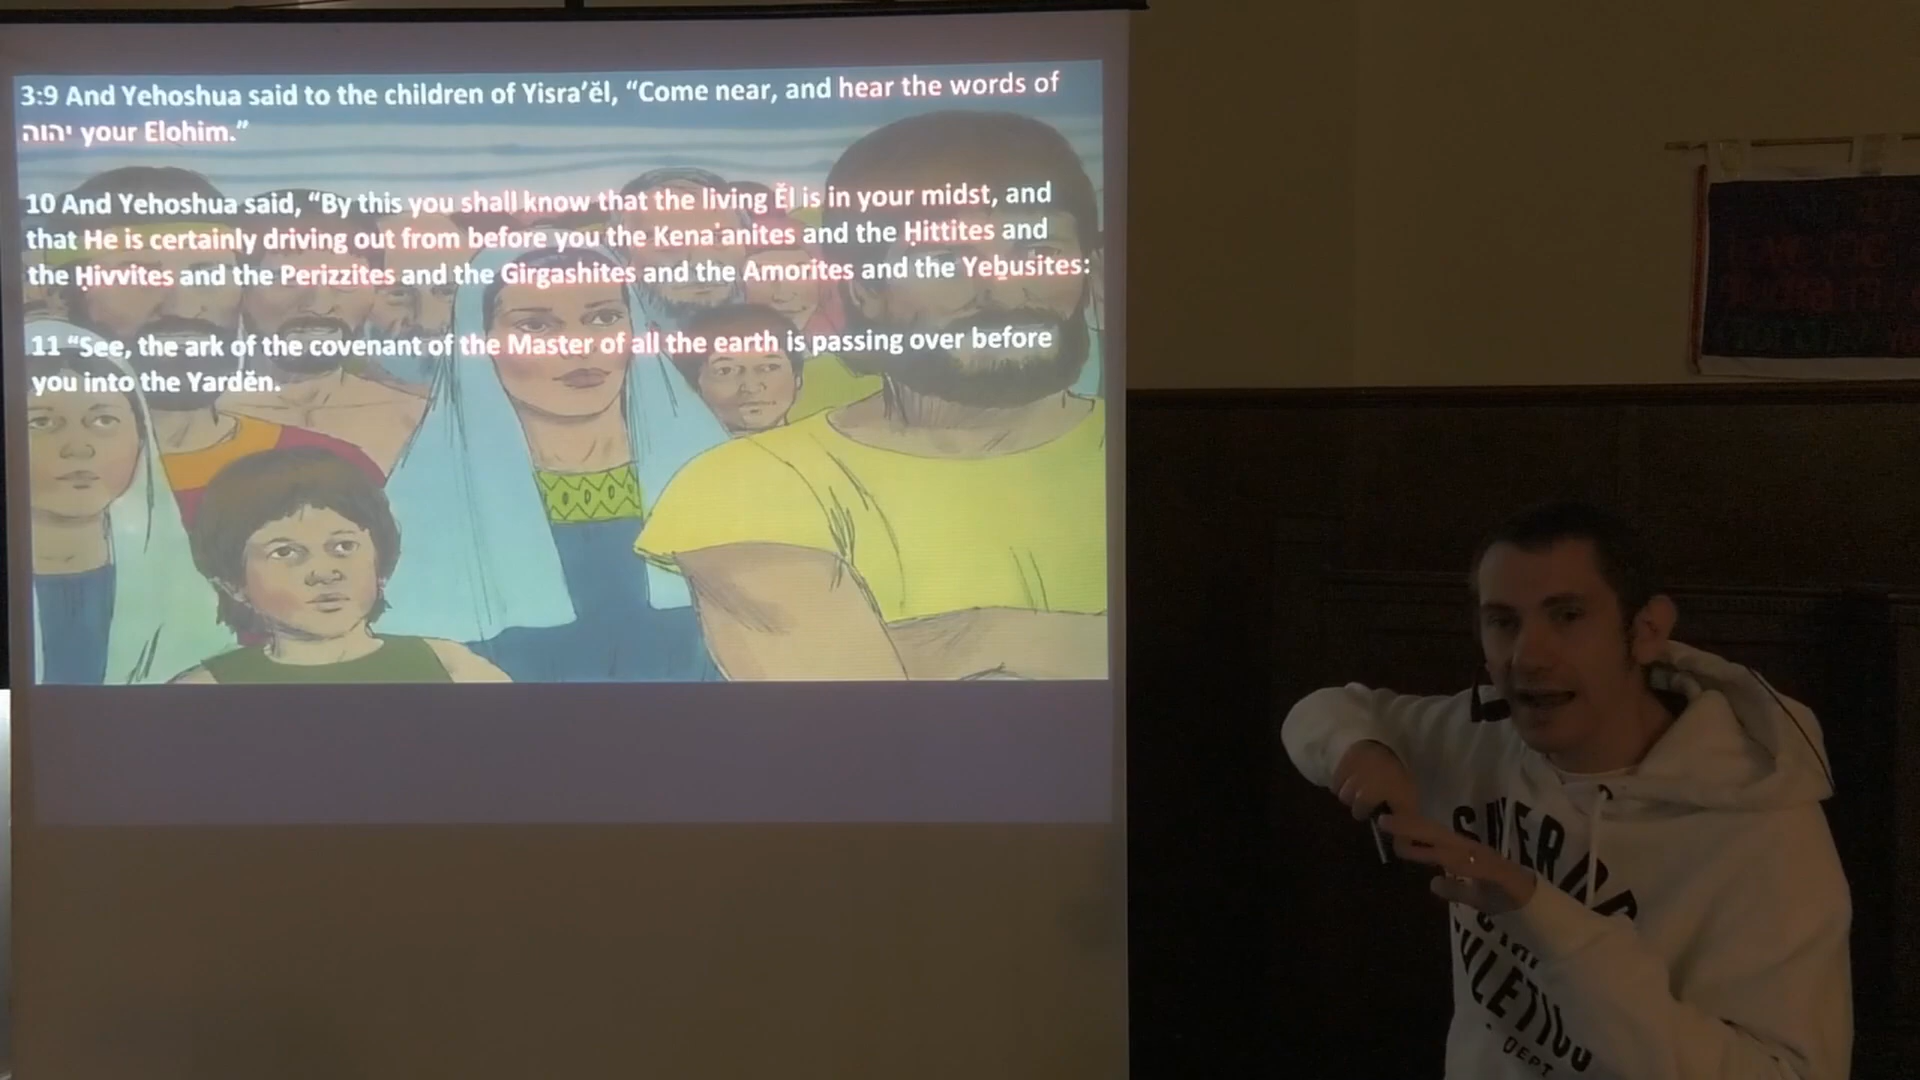 3:9 And Yehoshua said to the children of Yisra’ĕl, “Come near, and hear the words of
יהוה your Elohim.”
10 And Yehoshua said, “By this you shall know that the living Ĕl is in your midst, and
that He is certainly driving out from before you the Kena‛anites and the Ḥittites and
the Ḥivvites and the Perizzites and the Girgashites and the Amorites and the Yeḇusites:
11 “See, the ark of the covenant of the Master of all the earth is passing over before
you into the Yardĕn.
DEPT